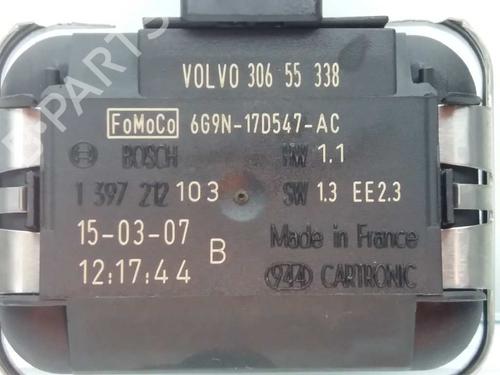 VOLVO 306 55 338
FoMoCo 6G9N-17D547-AC
BOSCH HW 1.1
1 397 212 103 SW 1.3 EE2.3
15-03-07 B Made in France
12:17:44 CARTRONIC